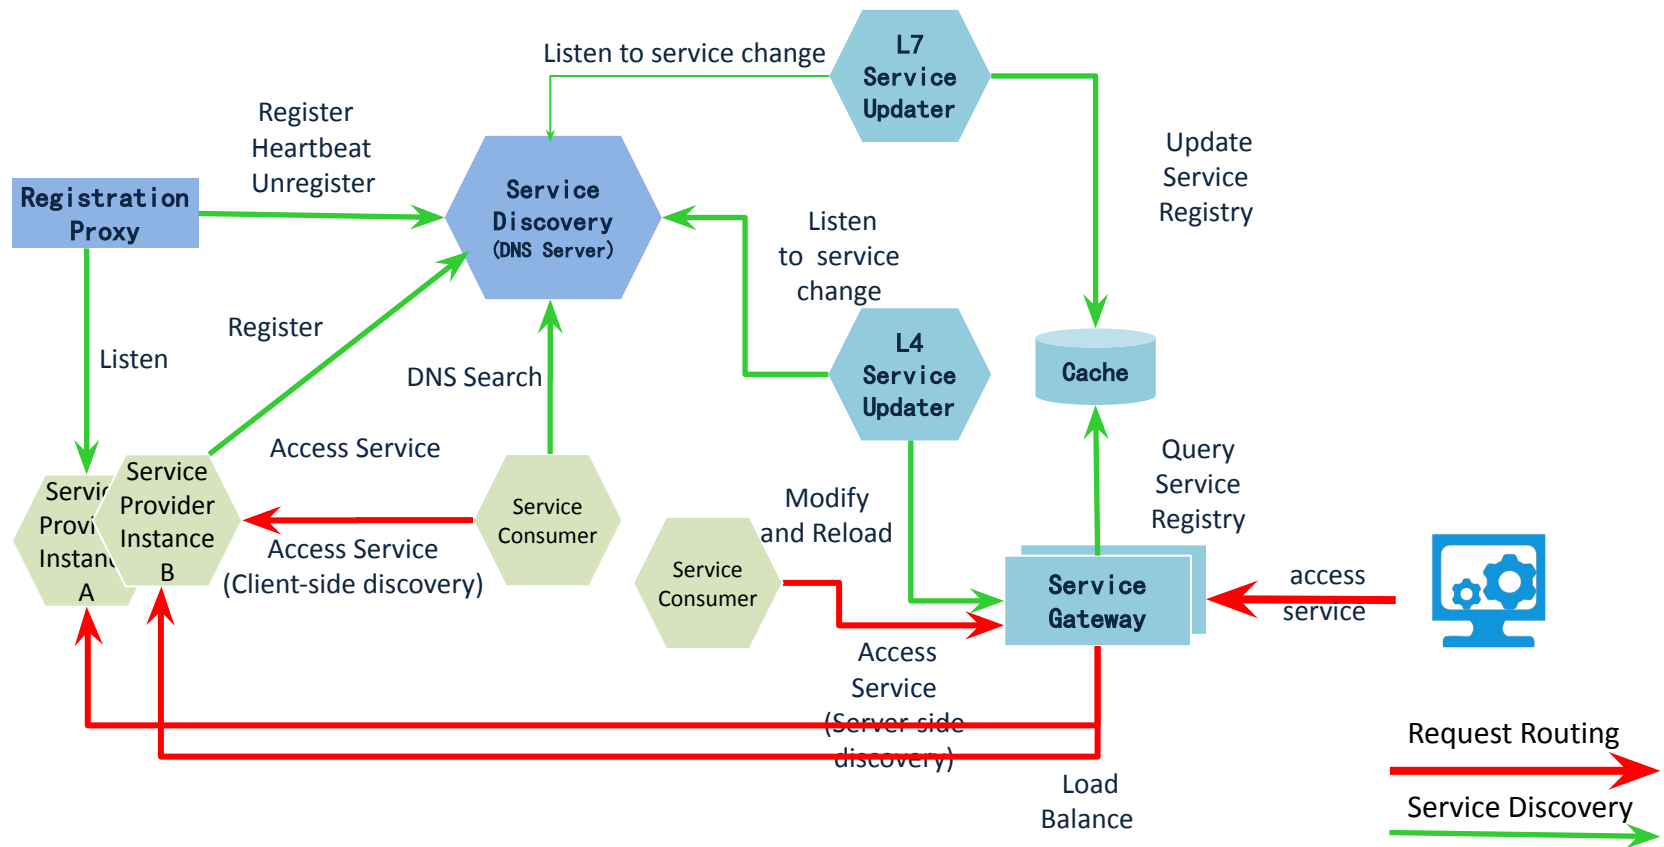 Listen to service change
L7
Service
Updater
Register
Heartbeat
Unregister
Update
Service
Registry
Registration
Proxy
Service
Discovery
(DNS Server)
Listen
to service
change
Register
Listen
DNS Search
L4
Service
Updater
Cache
Access Service
Service
Provider
Instance
B
Servic
Provi
Instanc
A
Service
Consumer
Access Service
(Client-side discovery)
Modify
and Reload
Query
Service
Registry
Service
Consumer
Service
Gateway
access
service
Access
Service
(Server-side
discovery)
Load
Balance
Request Routing
Service Discovery